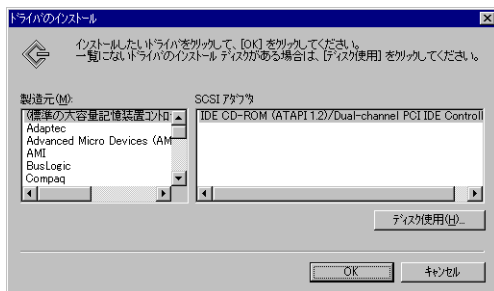 ドライバのインストール
インストールしたいドライバをクリックして、[OK] をクリックしてください。
一覧にないドライバのインストール ディスクがある場合は、[ディスク使用] をクリックしてください。
製造元(M):
SCSI アダプタ
(標準の大容量記憶装置コントロ
Adaptec
Advanced Micro Devices (AM
AMI
BusLogic
Compaq
IDE CD-ROM (ATAPI 1.2)/Dual-channel PCI IDE Controll
ディスク使用(H)...
OK
キャンセル